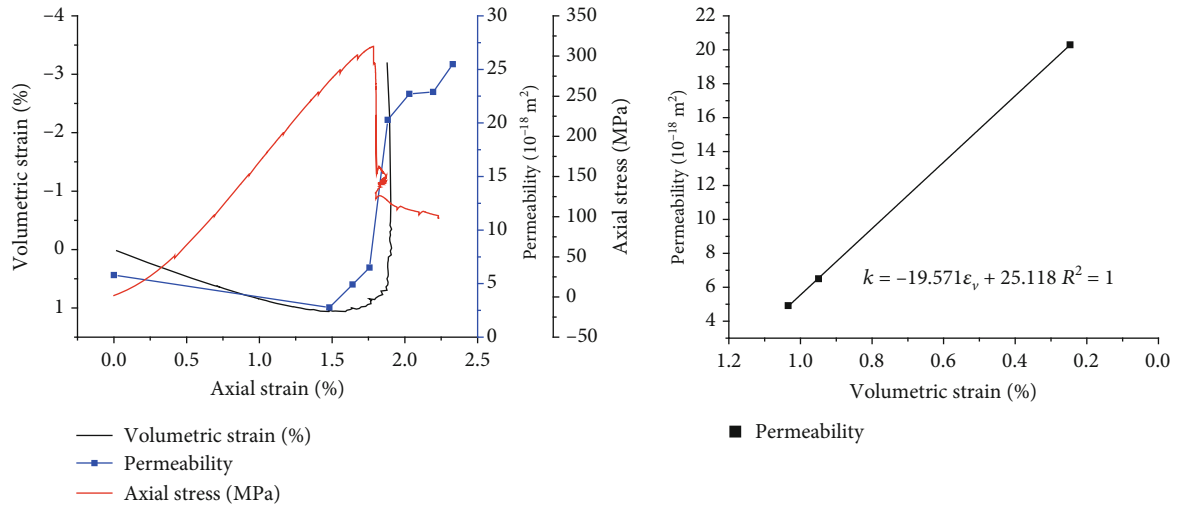 −4
−3
−2
−1
0
1
Volumetric strain (%)
0.0 0.5 1.0 1.5 2.0 2.5
Axial strain (%)
30
25
20
15
10
5
0
Permeability (10⁻¹⁸ m²)
350
300
250
200
150
100
50
0
−50
Axial stress (MPa)
Volumetric strain (%)
Permeability
Axial stress (MPa)
22
20
18
16
14
12
10
8
6
4
Permeability (10⁻¹⁸ m²)
k = −19.571εᵥ + 25.118 R² = 1
1.2 1.0 0.8 0.6 0.4 0.2 0.0
Volumetric strain (%)
Permeability